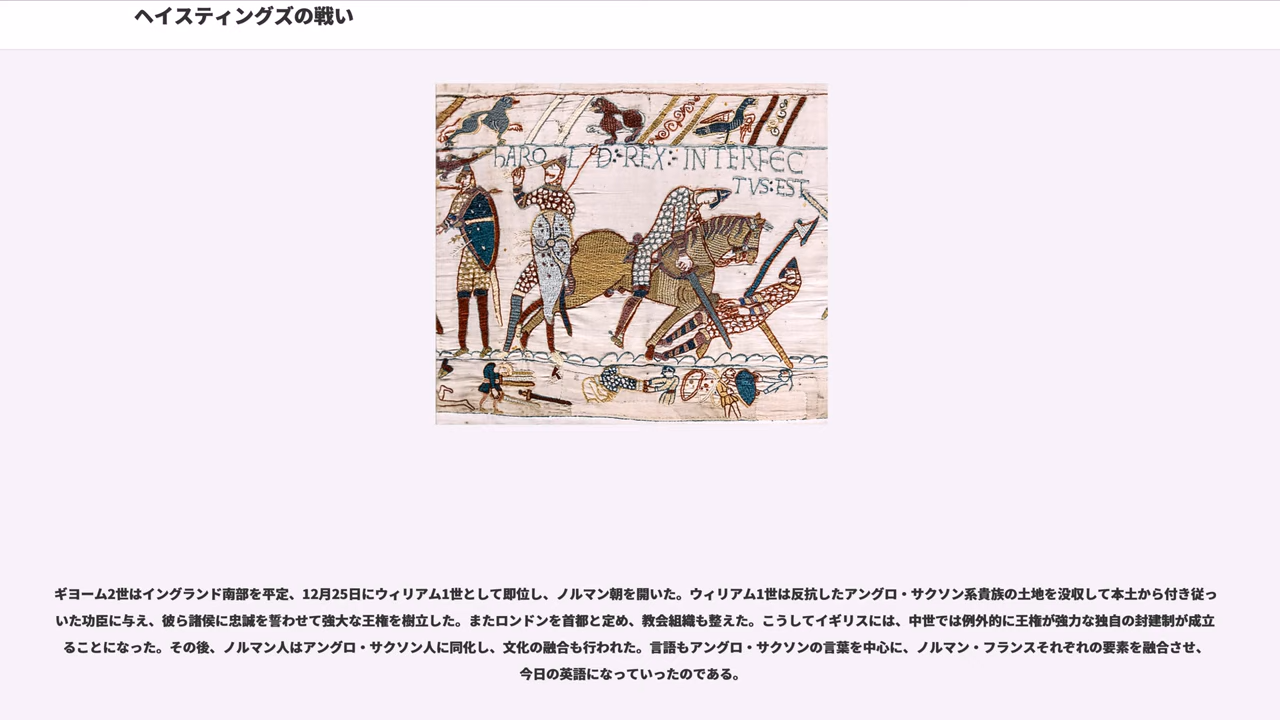 ヘイスティングズの戦い
hARO L D:REX:INTERFEC
TVS:EST
ギヨーム2世はイングランド南部を平定、12月25日にウィリアム1世として即位し、ノルマン朝を開いた。ウィリアム1世は反抗したアングロ・サクソン系貴族の土地を没収して本土から付き従っ
いた功臣に与え、彼ら諸侯に忠誠を誓わせて強大な王権を樹立した。またロンドンを首都と定め、教会組織も整えた。こうしてイギリスには、中世では例外的に王権が強力な独自の封建制が成立
ることになった。その後、ノルマン人はアングロ・サクソン人に同化し、文化の融合も行われた。言語もアングロ・サクソンの言葉を中心に、ノルマン・フランスそれぞれの要素を融合させ、
今日の英語になっていったのである。